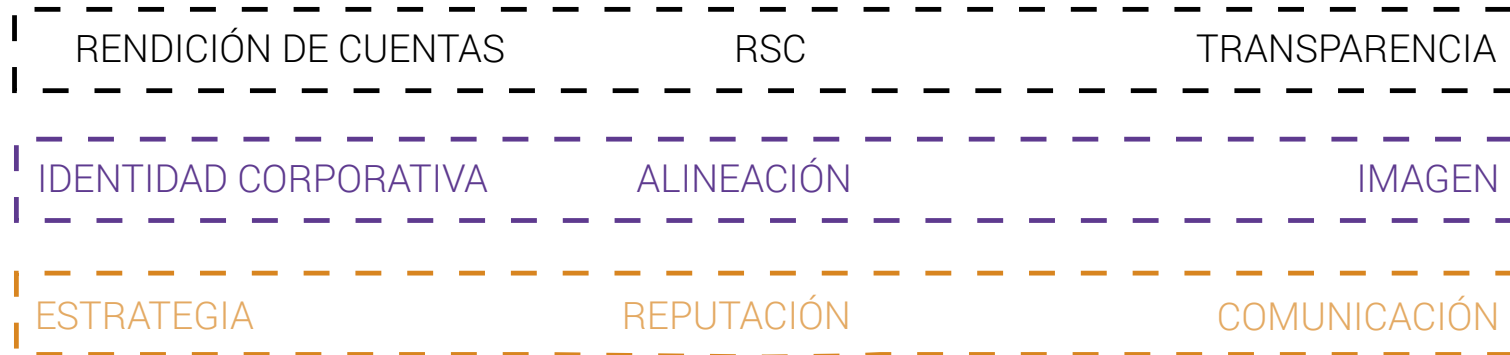 RENDICIÓN DE CUENTAS RSC TRANSPARENCIA
IDENTIDAD CORPORATIVA ALINEACIÓN IMAGEN
ESTRATEGIA REPUTACIÓN COMUNICACIÓN